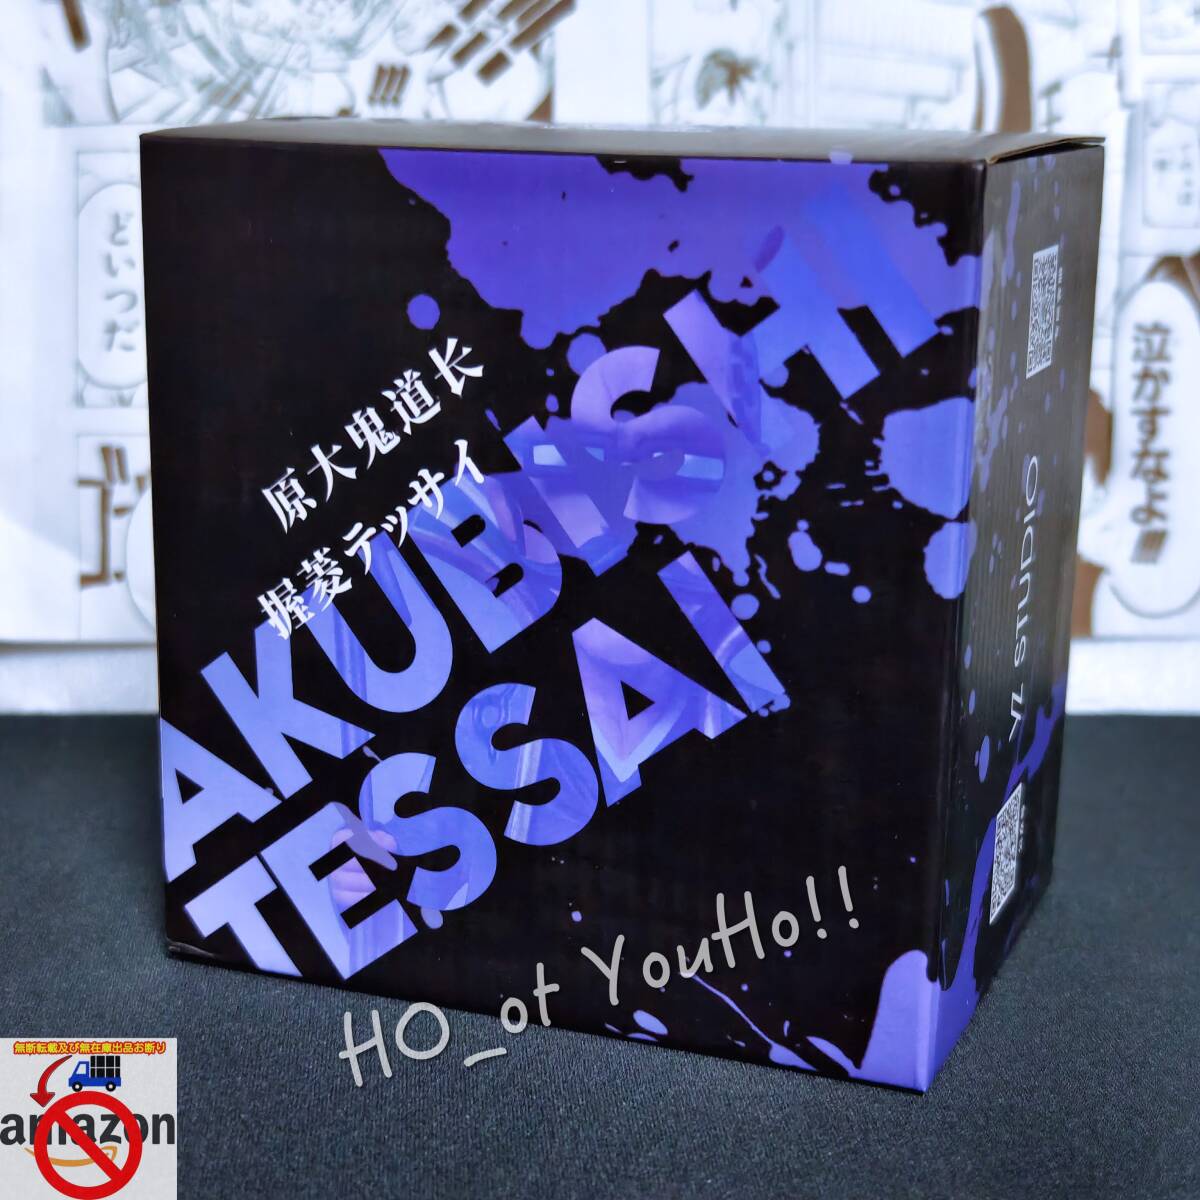 どいつだ
泣かすなよ!!!
原大鬼道长
握菱テッサイ
AKUBISHI
TESSAI
YZ STUDIO
HO_ot YouHo!!
無断転載及び無在庫出品お断り
amazon